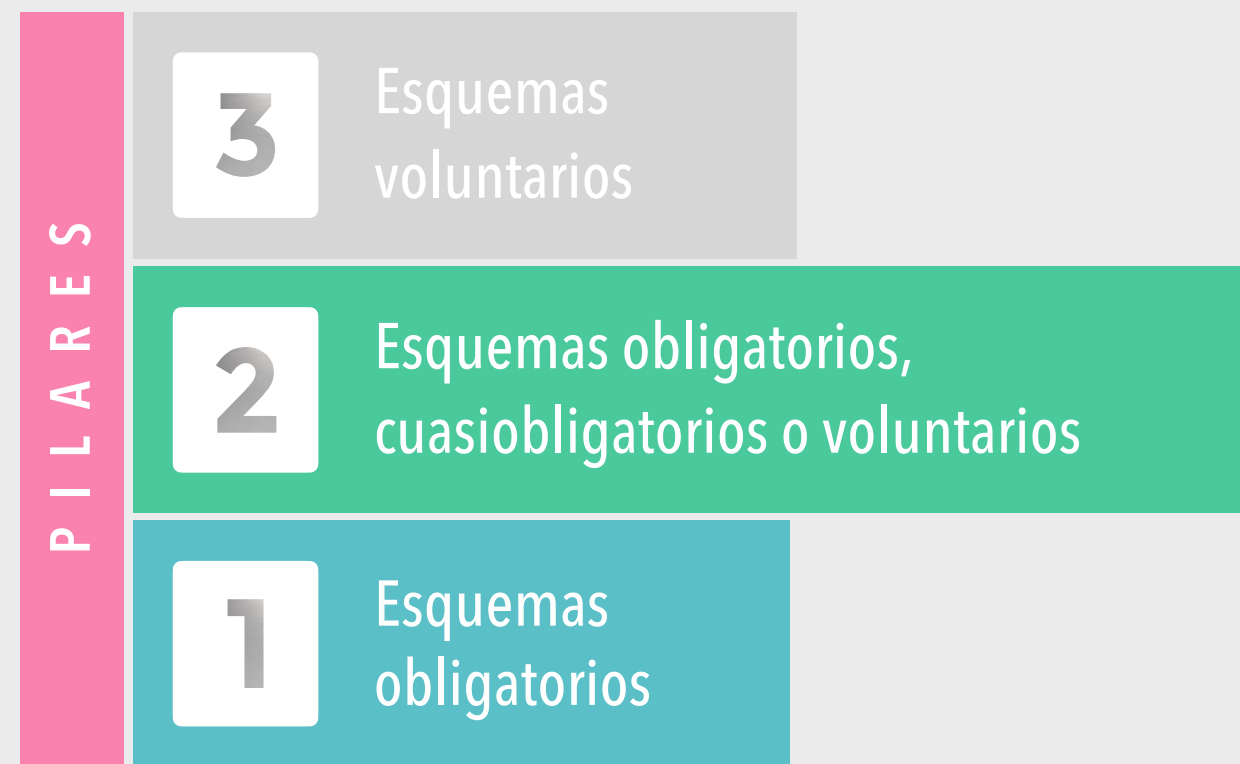 PILARES
3
Esquemas
voluntarios
2
Esquemas obligatorios,
cuasiobligatorios o voluntarios
1
Esquemas
obligatorios